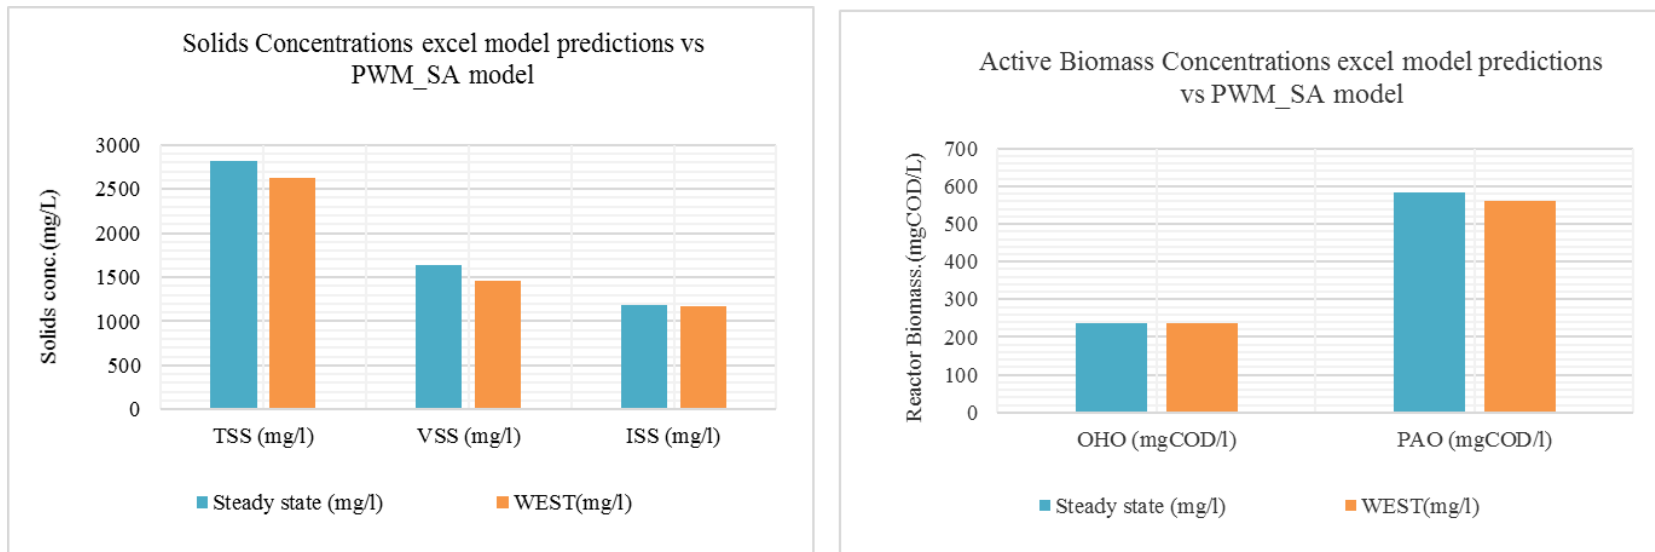 Solids Concentrations excel model predictions vs
PWM_SA model
Solids conc.(mg/L)
3000
2500
2000
1500
1000
500
0
TSS (mg/l)
VSS (mg/l)
ISS (mg/l)
Steady state (mg/l)
WEST(mg/l)
Active Biomass Concentrations excel model predictions
vs PWM_SA model
Reactor Biomass.(mgCOD/L)
700
600
500
400
300
200
100
0
OHO (mgCOD/l)
PAO (mgCOD/l)
Steady state (mg/l)
WEST(mg/l)